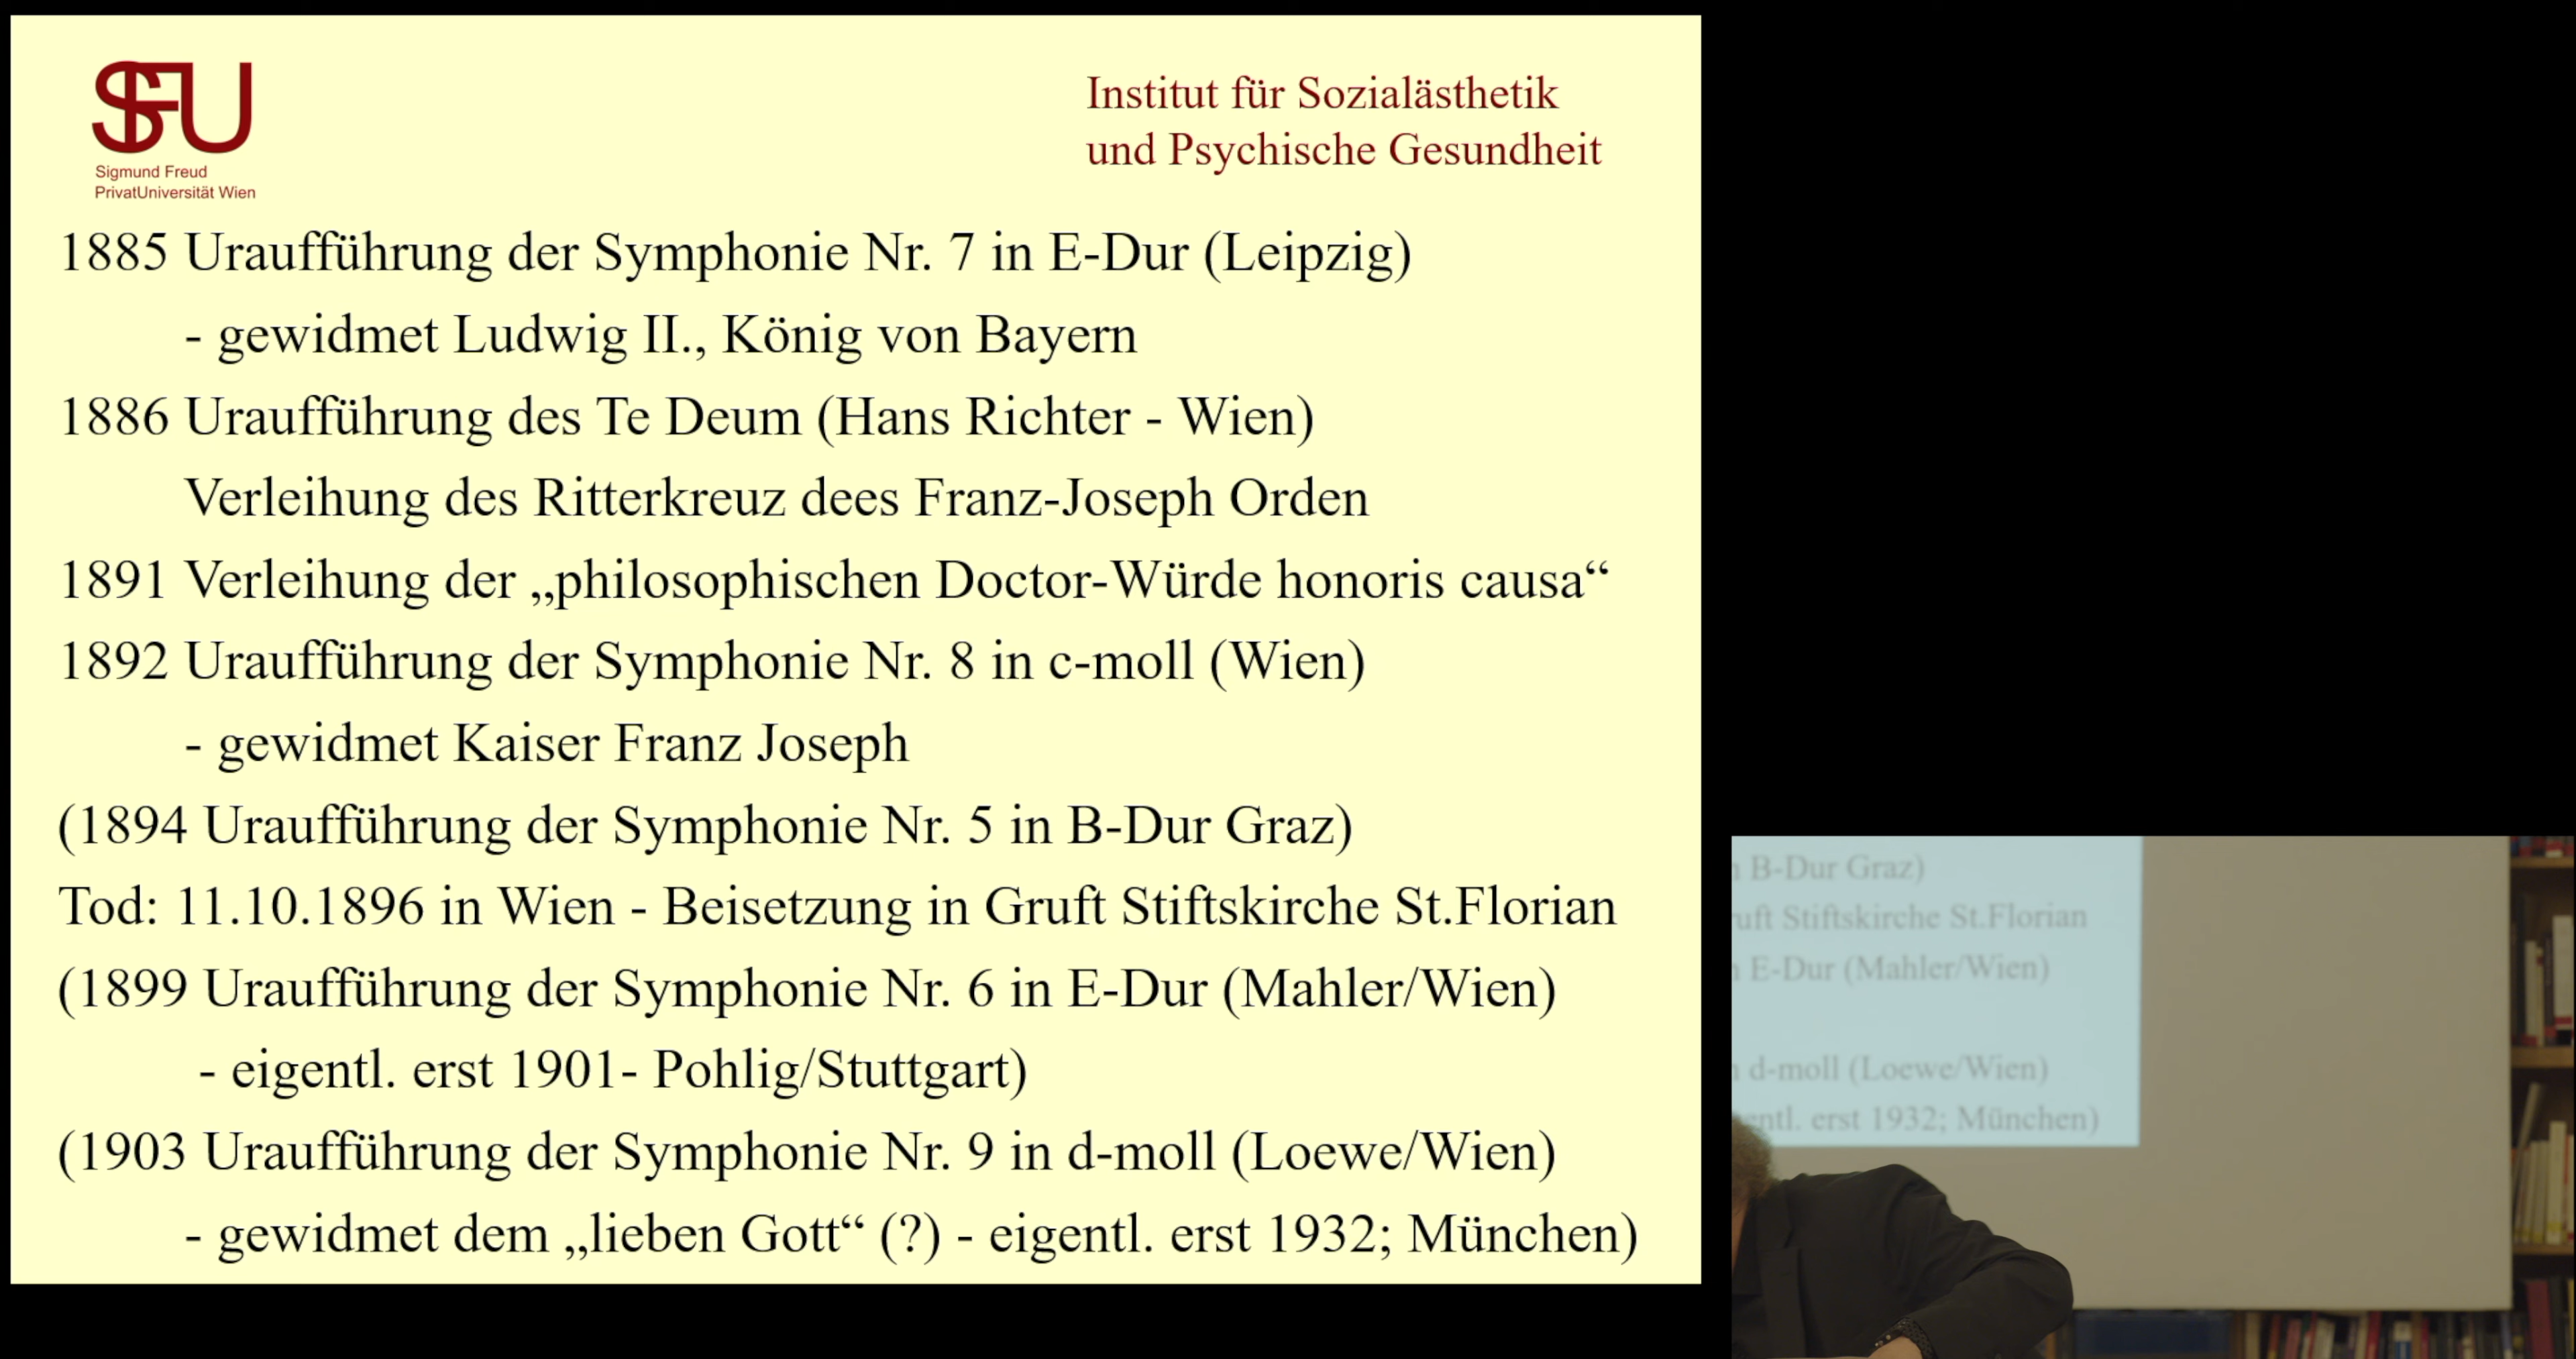 SFU
Sigmund Freud
PrivatUniversität Wien
Institut für Sozialästhetik
und Psychische Gesundheit
1885 Uraufführung der Symphonie Nr. 7 in E-Dur (Leipzig)
- gewidmet Ludwig II., König von Bayern
1886 Uraufführung des Te Deum (Hans Richter - Wien)
Verleihung des Ritterkreuz dees Franz-Joseph Orden
1891 Verleihung der „philosophischen Doctor-Würde honoris causa“
1892 Uraufführung der Symphonie Nr. 8 in c-moll (Wien)
- gewidmet Kaiser Franz Joseph
(1894 Uraufführung der Symphonie Nr. 5 in B-Dur Graz)
Tod: 11.10.1896 in Wien - Beisetzung in Gruft Stiftskirche St.Florian
(1899 Uraufführung der Symphonie Nr. 6 in E-Dur (Mahler/Wien)
- eigentl. erst 1901- Pohlig/Stuttgart)
(1903 Uraufführung der Symphonie Nr. 9 in d-moll (Loewe/Wien)
- gewidmet dem „lieben Gott“ (?) - eigentl. erst 1932; München)
B-Dur Graz)
uft Stiftskirche St.Florian
E-Dur (Mahler/Wien)
d-moll (Loewe/Wien)
entl. erst 1932; München)